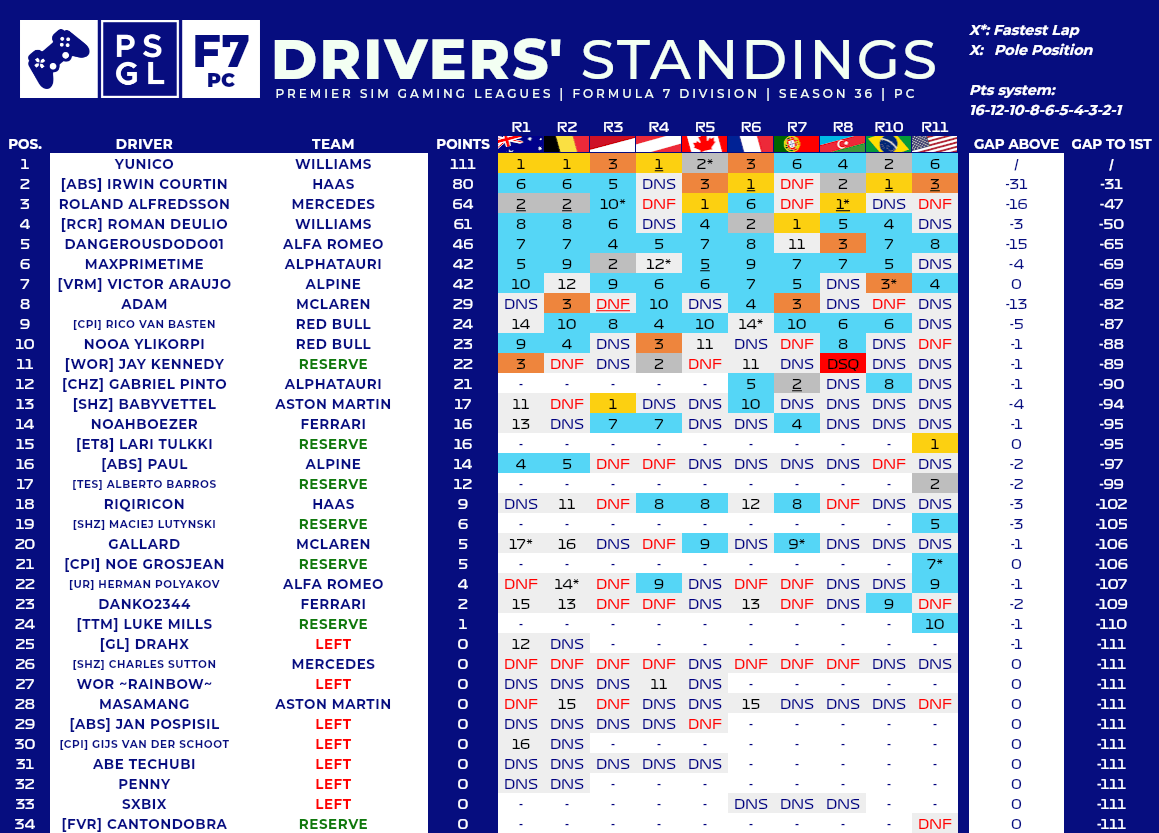 PS
GL
F7
PC
DRIVERS' STANDINGS
PREMIER SIM GAMING LEAGUES | FORMULA 7 DIVISION | SEASON 36 | PC
X*: Fastest Lap
X: Pole Position
Pts system:
16-12-10-8-6-5-4-3-2-1
R1 R2 R3 R4 R5 R6 R7 R8 R10 R11
POS. DRIVER TEAM POINTS GAP ABOVE GAP TO 1ST
1 YUNICO WILLIAMS 111 1 1 3 1 2* 3 6 4 2 6 / /
2 [ABS] IRWIN COURTIN HAAS 80 6 6 5 DNS 3 1 DNF 2 1 3 -31 -31
3 ROLAND ALFREDSSON MERCEDES 64 2 2 10* DNF 1 6 DNF 1* DNS DNF -16 -47
4 [RCR] ROMAN DEULIO WILLIAMS 61 8 8 6 DNS 4 2 1 5 4 DNS -3 -50
5 DANGEROUSDODO01 ALFA ROMEO 46 7 7 4 5 7 8 11 3 7 8 -15 -65
6 MAXPRIMETIME ALPHATAURI 42 5 9 2 12* 5 9 7 7 5 DNS -4 -69
7 [VRM] VICTOR ARAUJO ALPINE 42 10 12 9 6 6 7 5 DNS 3* 4 0 -69
8 ADAM MCLAREN 29 DNS 3 DNF 10 DNS 4 3 DNS DNF DNS -13 -82
9 [CPI] RICO VAN BASTEN RED BULL 24 14 10 8 4 10 14* 10 6 6 DNS -5 -87
10 NOOA YLIKORPI RED BULL 23 9 4 DNS 3 11 DNS DNF 8 DNS DNF -1 -88
11 [WOR] JAY KENNEDY RESERVE 22 3 DNF DNS 2 DNF 11 DNS DSQ DNS DNS -1 -89
12 [CHZ] GABRIEL PINTO ALPHATAURI 21 - - - - - 5 2 DNS 8 DNS -1 -90
13 [SHZ] BABYVETTEL ASTON MARTIN 17 11 DNF 1 DNS DNS 10 DNS DNS DNS DNS -4 -94
14 NOAHBOEZER FERRARI 16 13 DNS 7 7 DNS DNS 4 DNS DNS DNS -1 -95
15 [ET8] LARI TULKKI RESERVE 16 - - - - - - - - - 1 0 -95
16 [ABS] PAUL ALPINE 14 4 5 DNF DNF DNS DNS DNS DNS DNF DNS -2 -97
17 [TES] ALBERTO BARROS RESERVE 12 - - - - - - - - - 2 -2 -99
18 RIQIRICON HAAS 9 DNS 11 DNF 8 8 12 8 DNF DNS DNS -3 -102
19 [SHZ] MACIEJ LUTYNSKI RESERVE 6 - - - - - - - - - 5 -3 -105
20 GALLARD MCLAREN 5 17* 16 DNS DNF 9 DNS 9* DNS DNS DNS -1 -106
21 [CPI] NOE GROSJEAN RESERVE 5 - - - - - - - - - 7* 0 -106
22 [UR] HERMAN POLYAKOV ALFA ROMEO 4 DNF 14* DNF 9 DNS DNF DNF DNS DNS 9 -1 -107
23 DANKO2344 FERRARI 2 15 13 DNF DNF DNS 13 DNF DNS 9 DNF -2 -109
24 [TTM] LUKE MILLS RESERVE 1 - - - - - - - - - 10 -1 -110
25 [GL] DRAHX LEFT 0 12 DNS - - - - - - - - -1 -111
26 [SHZ] CHARLES SUTTON MERCEDES 0 DNF DNF DNF DNF DNS DNF DNF DNF DNS DNS 0 -111
27 WOR ~RAINBOW~ LEFT 0 DNS DNS DNS 11 DNS - - - - - 0 -111
28 MASAMANG ASTON MARTIN 0 DNF 15 DNF DNS DNS 15 DNS DNS DNS DNF 0 -111
29 [ABS] JAN POSPISIL LEFT 0 DNS DNS DNS DNS DNF - - - - - 0 -111
30 [CPI] GIJS VAN DER SCHOOT LEFT 0 16 DNS - - - - - - - - 0 -111
31 ABE TECHUBI LEFT 0 DNS DNS DNS DNS DNS - - - - - 0 -111
32 PENNY LEFT 0 DNS DNS - - - - - - - - 0 -111
33 SXBIX LEFT 0 - - - - - DNS DNS DNS - - 0 -111
34 [FVR] CANTONDOBRA RESERVE 0 - - - - - - - - - DNF 0 -111